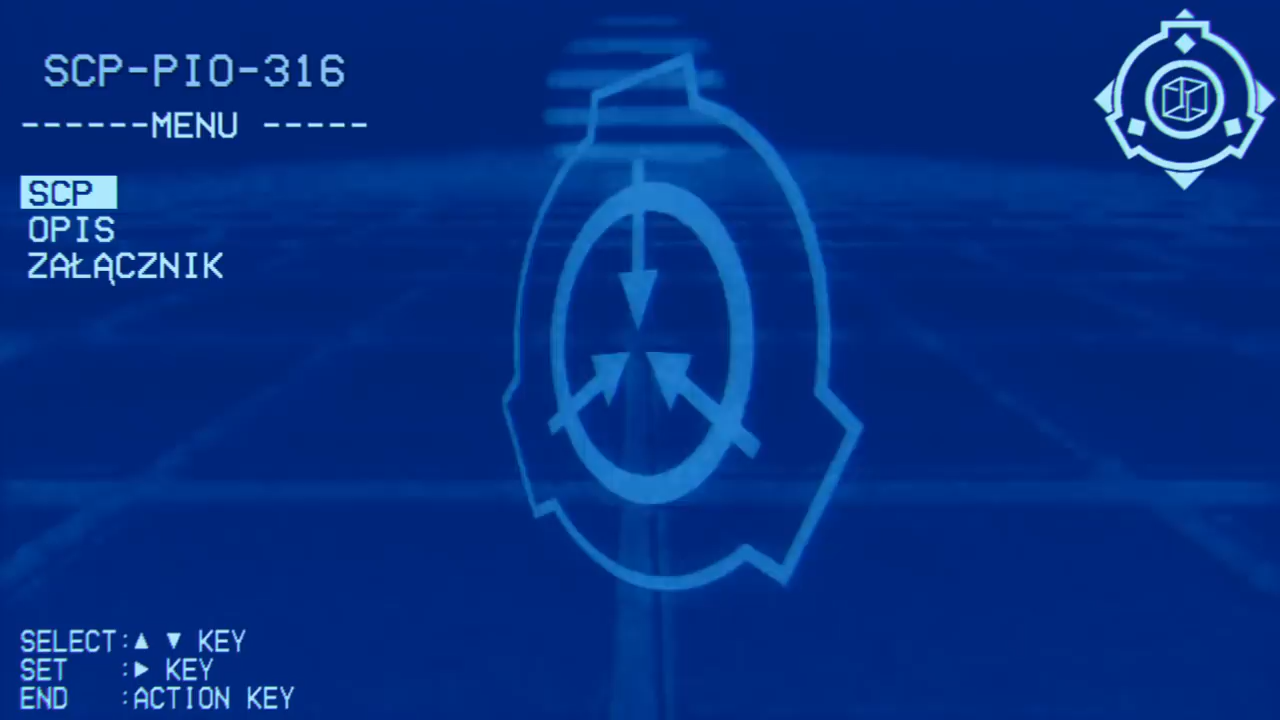 SCP-PIO-316
------MENU -----
SCP
OPIS
ZAŁĄCZNIK
SELECT:▲ ▼ KEY
SET :► KEY
END :ACTION KEY